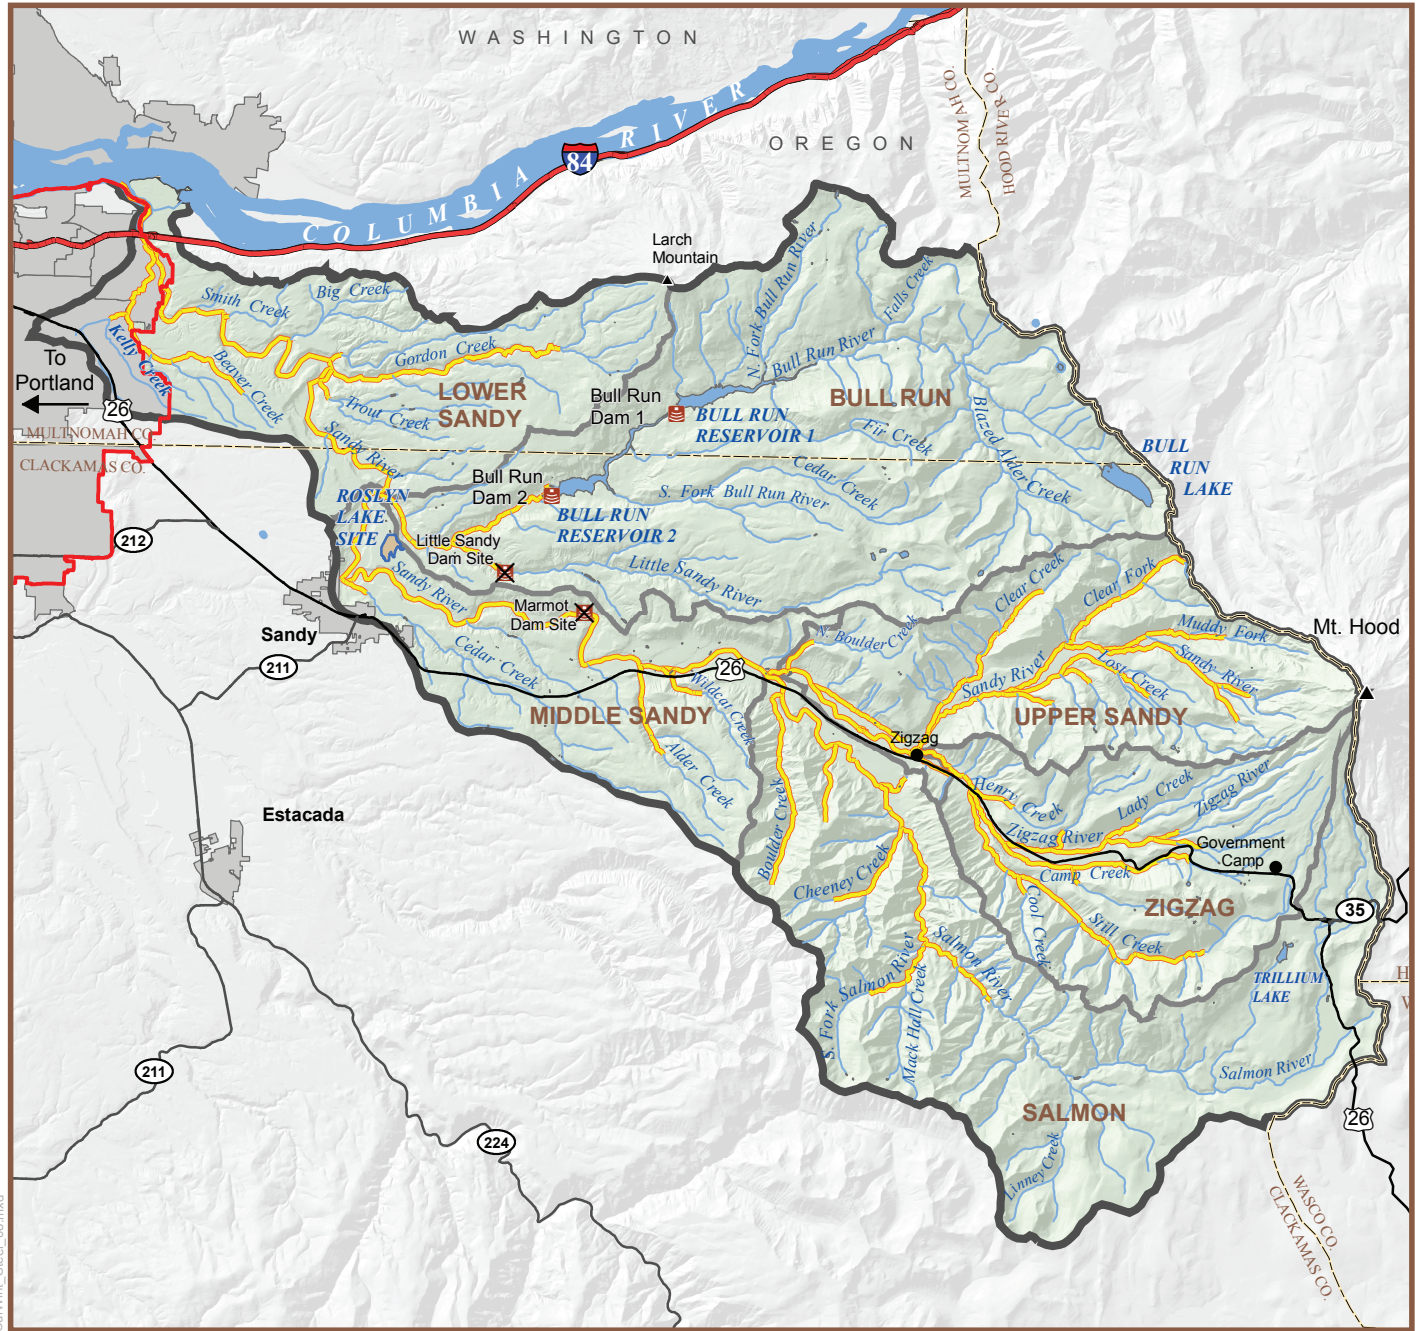 WASHINGTON
MULTNOMAH CO.
HOOD RIVER CO.
OREGON
COLUMBIA RIVER
84
Larch
Mountain
Smith Creek
Big Creek
N. Fork Bull Run River
Falls Creek
Bull Run River
Kelly Creek
Beaver Creek
Gordon Creek
To
Portland
26
LOWER
SANDY
Trout Creek
Bull Run
Dam 1
BULL RUN
RESERVOIR 1
BULL RUN
Blazed Alder Creek
Fir Creek
MULTNOMAH CO.
CLACKAMAS CO.
Sandy River
BULL
RUN
LAKE
Bull Run
Dam 2
Cedar Creek
S. Fork Bull Run River
ROSLYN
LAKE
SITE
BULL RUN
RESERVOIR 2
212
Little Sandy
Dam Site
Little Sandy River
Sandy River
Marmot
Dam Site
Clear Creek
Clear Fork
Muddy Fork
Mt. Hood
Sandy
211
Cedar Creek
N. Boulder Creek
26
Sandy River
Lost Creek
Sandy River
Wildcat Creek
MIDDLE SANDY
UPPER SANDY
Zigzag
Alder Creek
Boulder Creek
Henry Creek
Lady Creek
Zigzag River
Zigzag River
Estacada
Government
Camp
Camp Creek
Cheeney Creek
Cool Creek
ZIGZAG
35
Still Creek
Salmon River
S. Fork Salmon River
Mack Hall Creek
TRILLIUM
LAKE
H
W
211
Salmon River
SALMON
26
224
Linney Creek
WASCO CO.
CLACKAMAS CO.